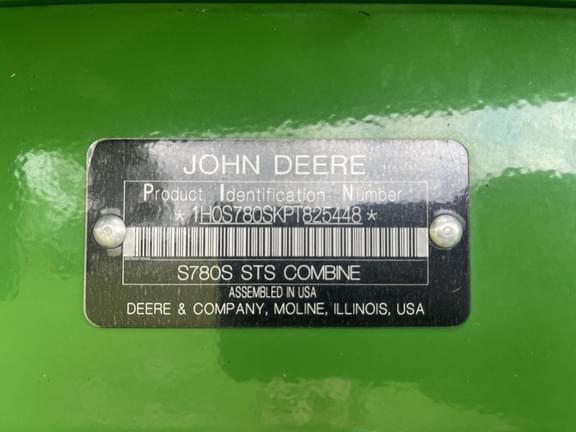 JOHN DEERE
Product Identification Number
* 1H0S780SKPT825448 *
S780S STS COMBINE
ASSEMBLED IN USA
DEERE & COMPANY, MOLINE, ILLINOIS, USA